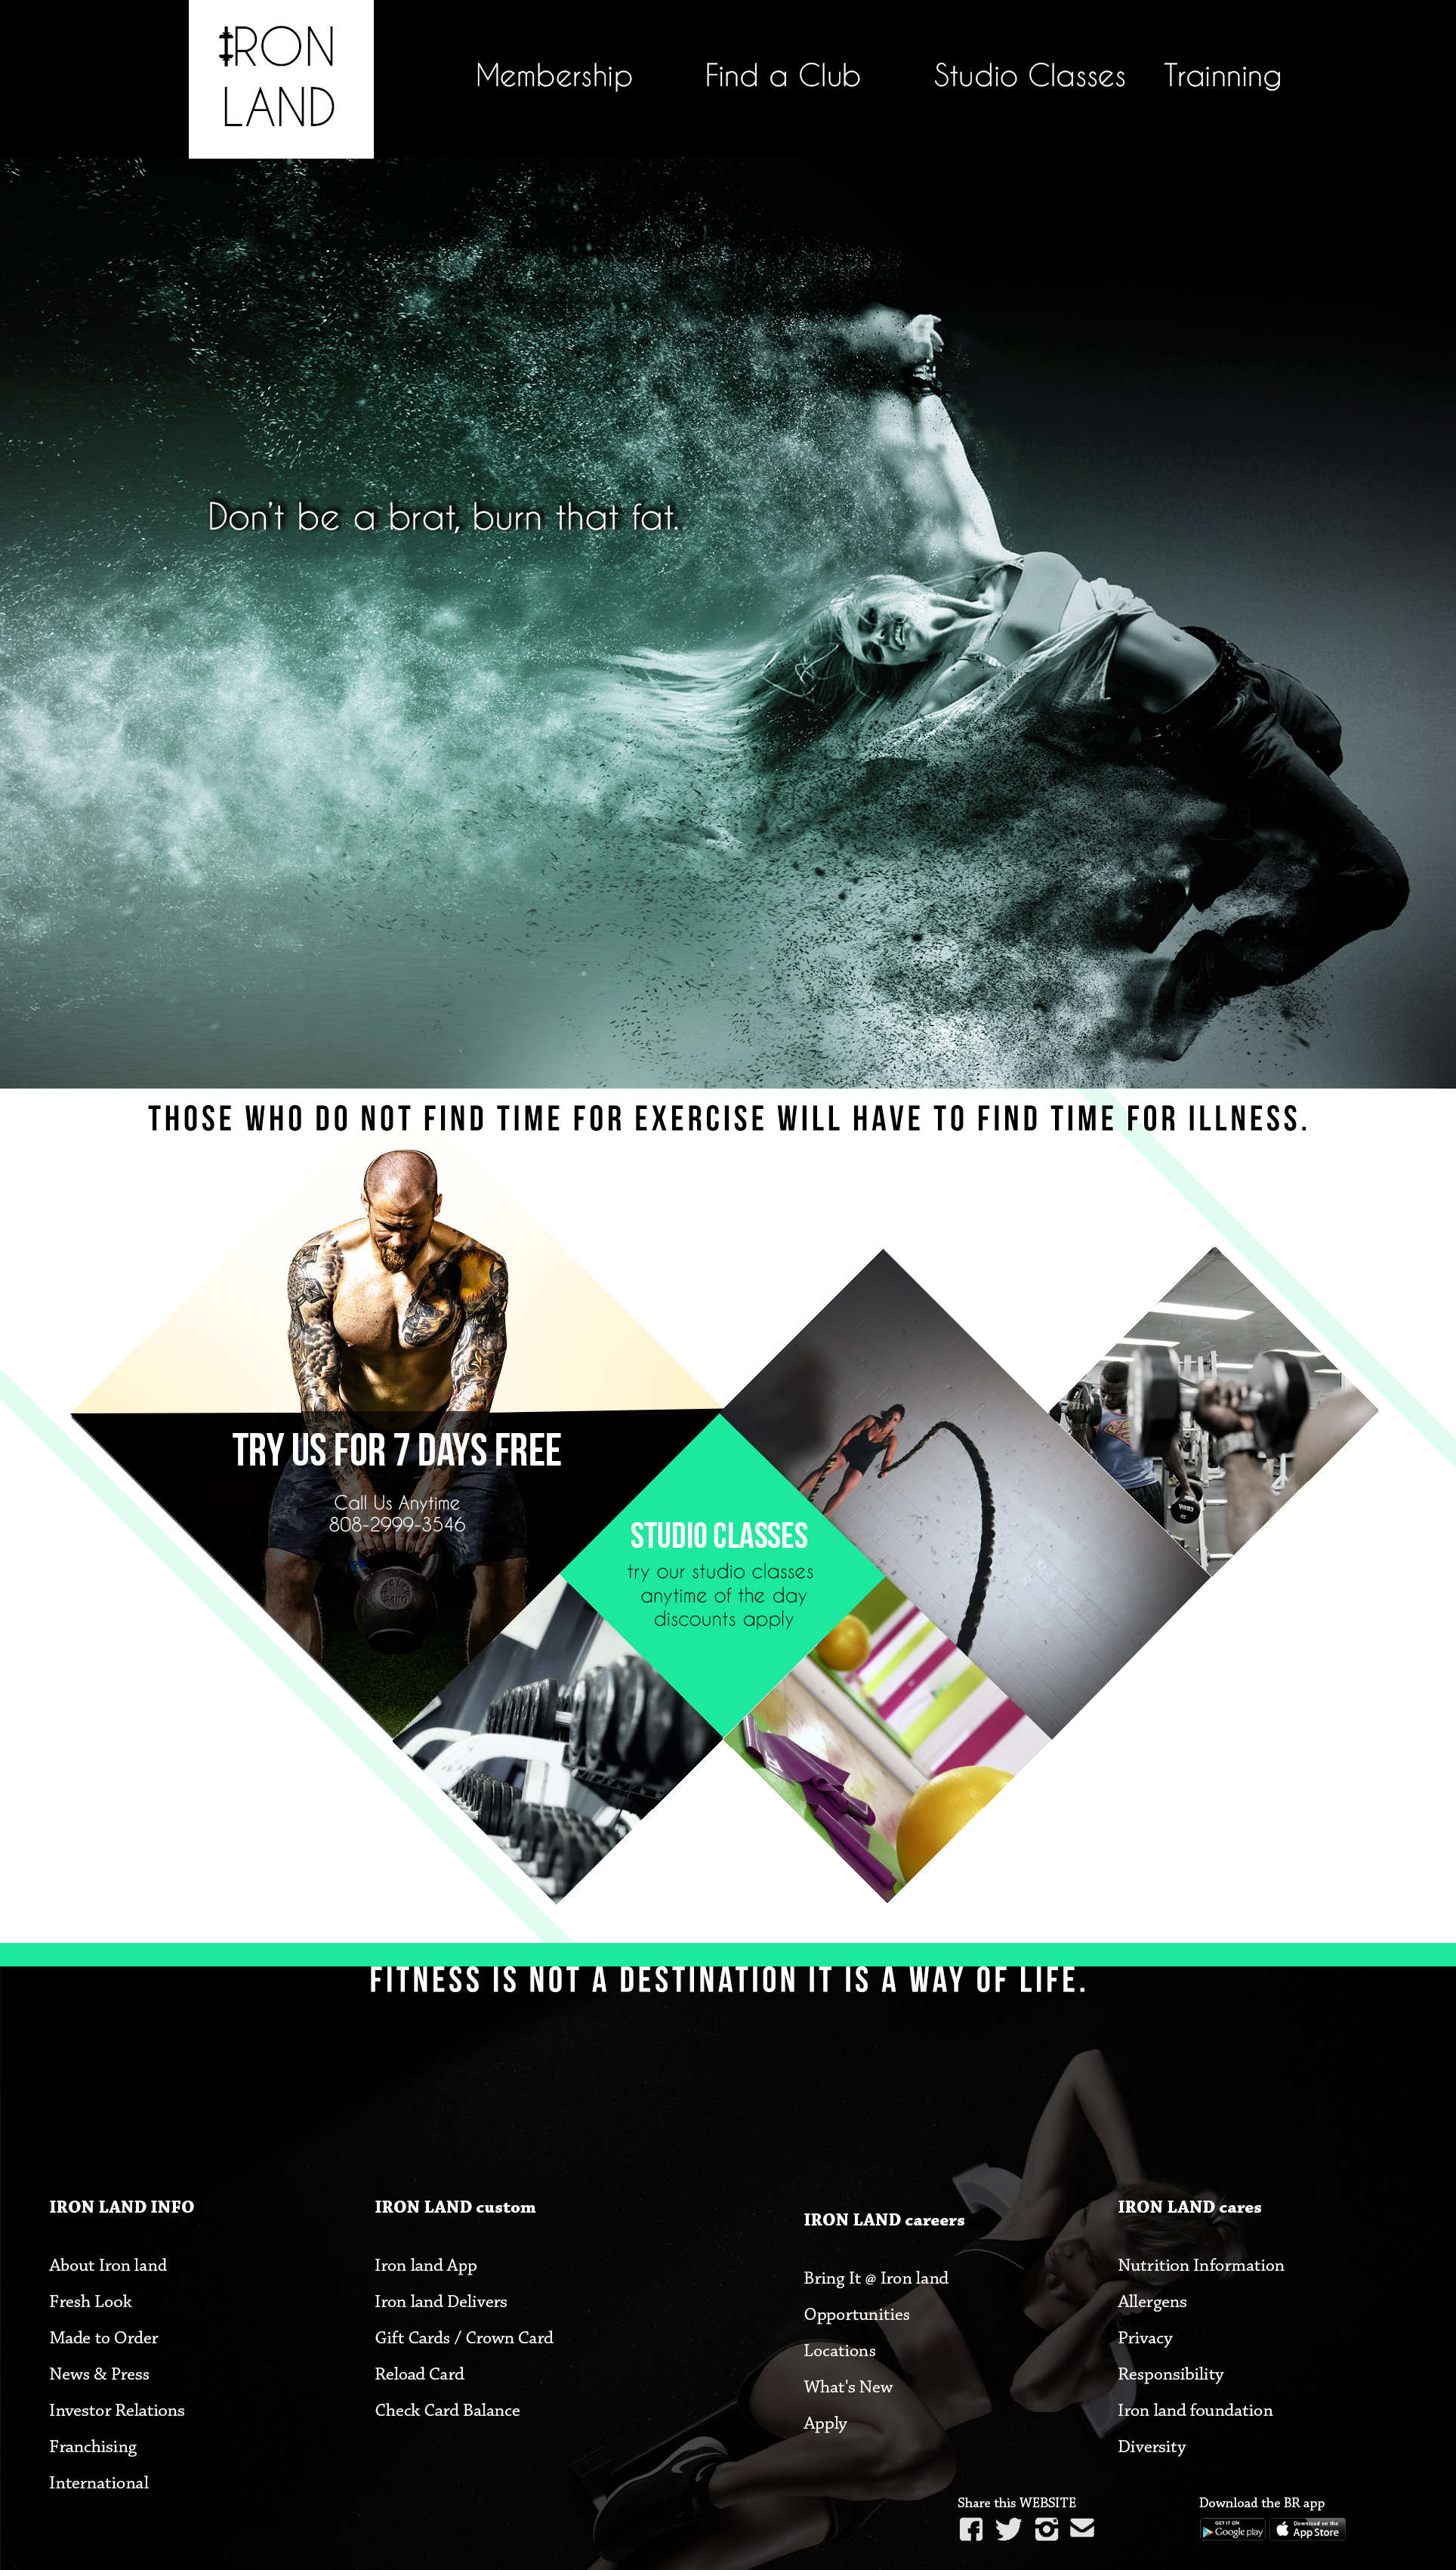 IRON
LAND
Membership
Find a Club
Studio Classes
Trainning
Don't be a brat, burn that fat.
THOSE WHO DO NOT FIND TIME FOR EXERCISE WILL HAVE TO FIND TIME FOR ILLNESS.
TRY US FOR 7 DAYS FREE
Call Us Anytime
808-2999-3546
STUDIO CLASSES
try our studio classes
anytime of the day
discounts apply
FITNESS IS NOT A DESTINATION IT IS A WAY OF LIFE.
IRON LAND INFO
About Iron land
Fresh Look
Made to Order
News & Press
Investor Relations
Franchising
International
IRON LAND custom
Iron land App
Iron land Delivers
Gift Cards / Crown Card
Reload Card
Check Card Balance
IRON LAND careers
Bring It @ Iron land
Opportunities
Locations
What's New
Apply
IRON LAND cares
Nutrition Information
Allergens
Privacy
Responsibility
Iron land foundation
Diversity
Share this WEBSITE
Download the BR app
GET IT ON
Google play
Download on the
App Store